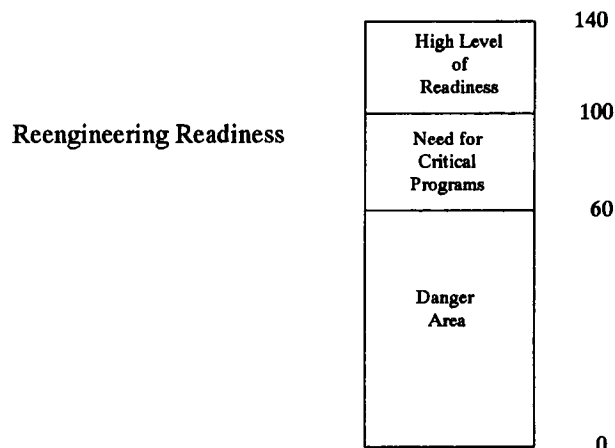 140
High Level
of
Readiness
100
Reengineering Readiness
Need for
Critical
Programs
60
Danger
Area
0